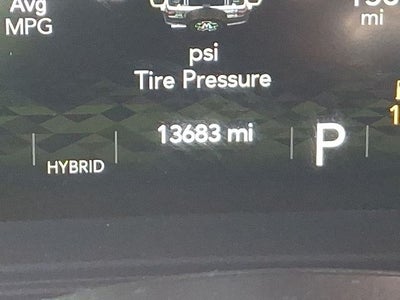 Avg
MPG
mi
psi
Tire Pressure
13683 mi
P
HYBRID